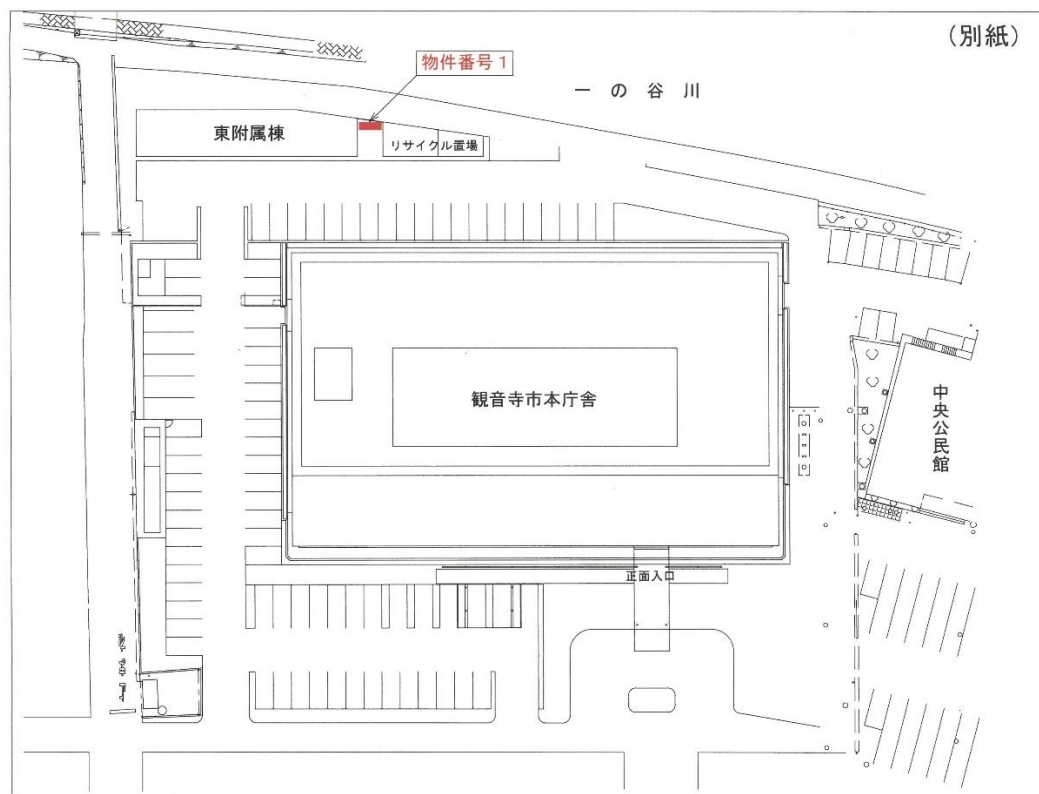 (別紙)
物件番号1
一の谷川
東附属棟
リサイクル置場
観音寺市本庁舎
中央公民館
正面入口